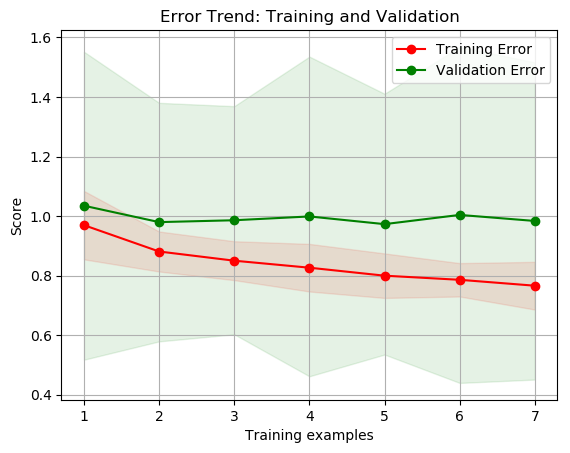 Error Trend: Training and Validation
Training Error
Validation Error
Score
1.6
1.4
1.2
1.0
0.8
0.6
0.4
1 2 3 4 5 6 7
Training examples